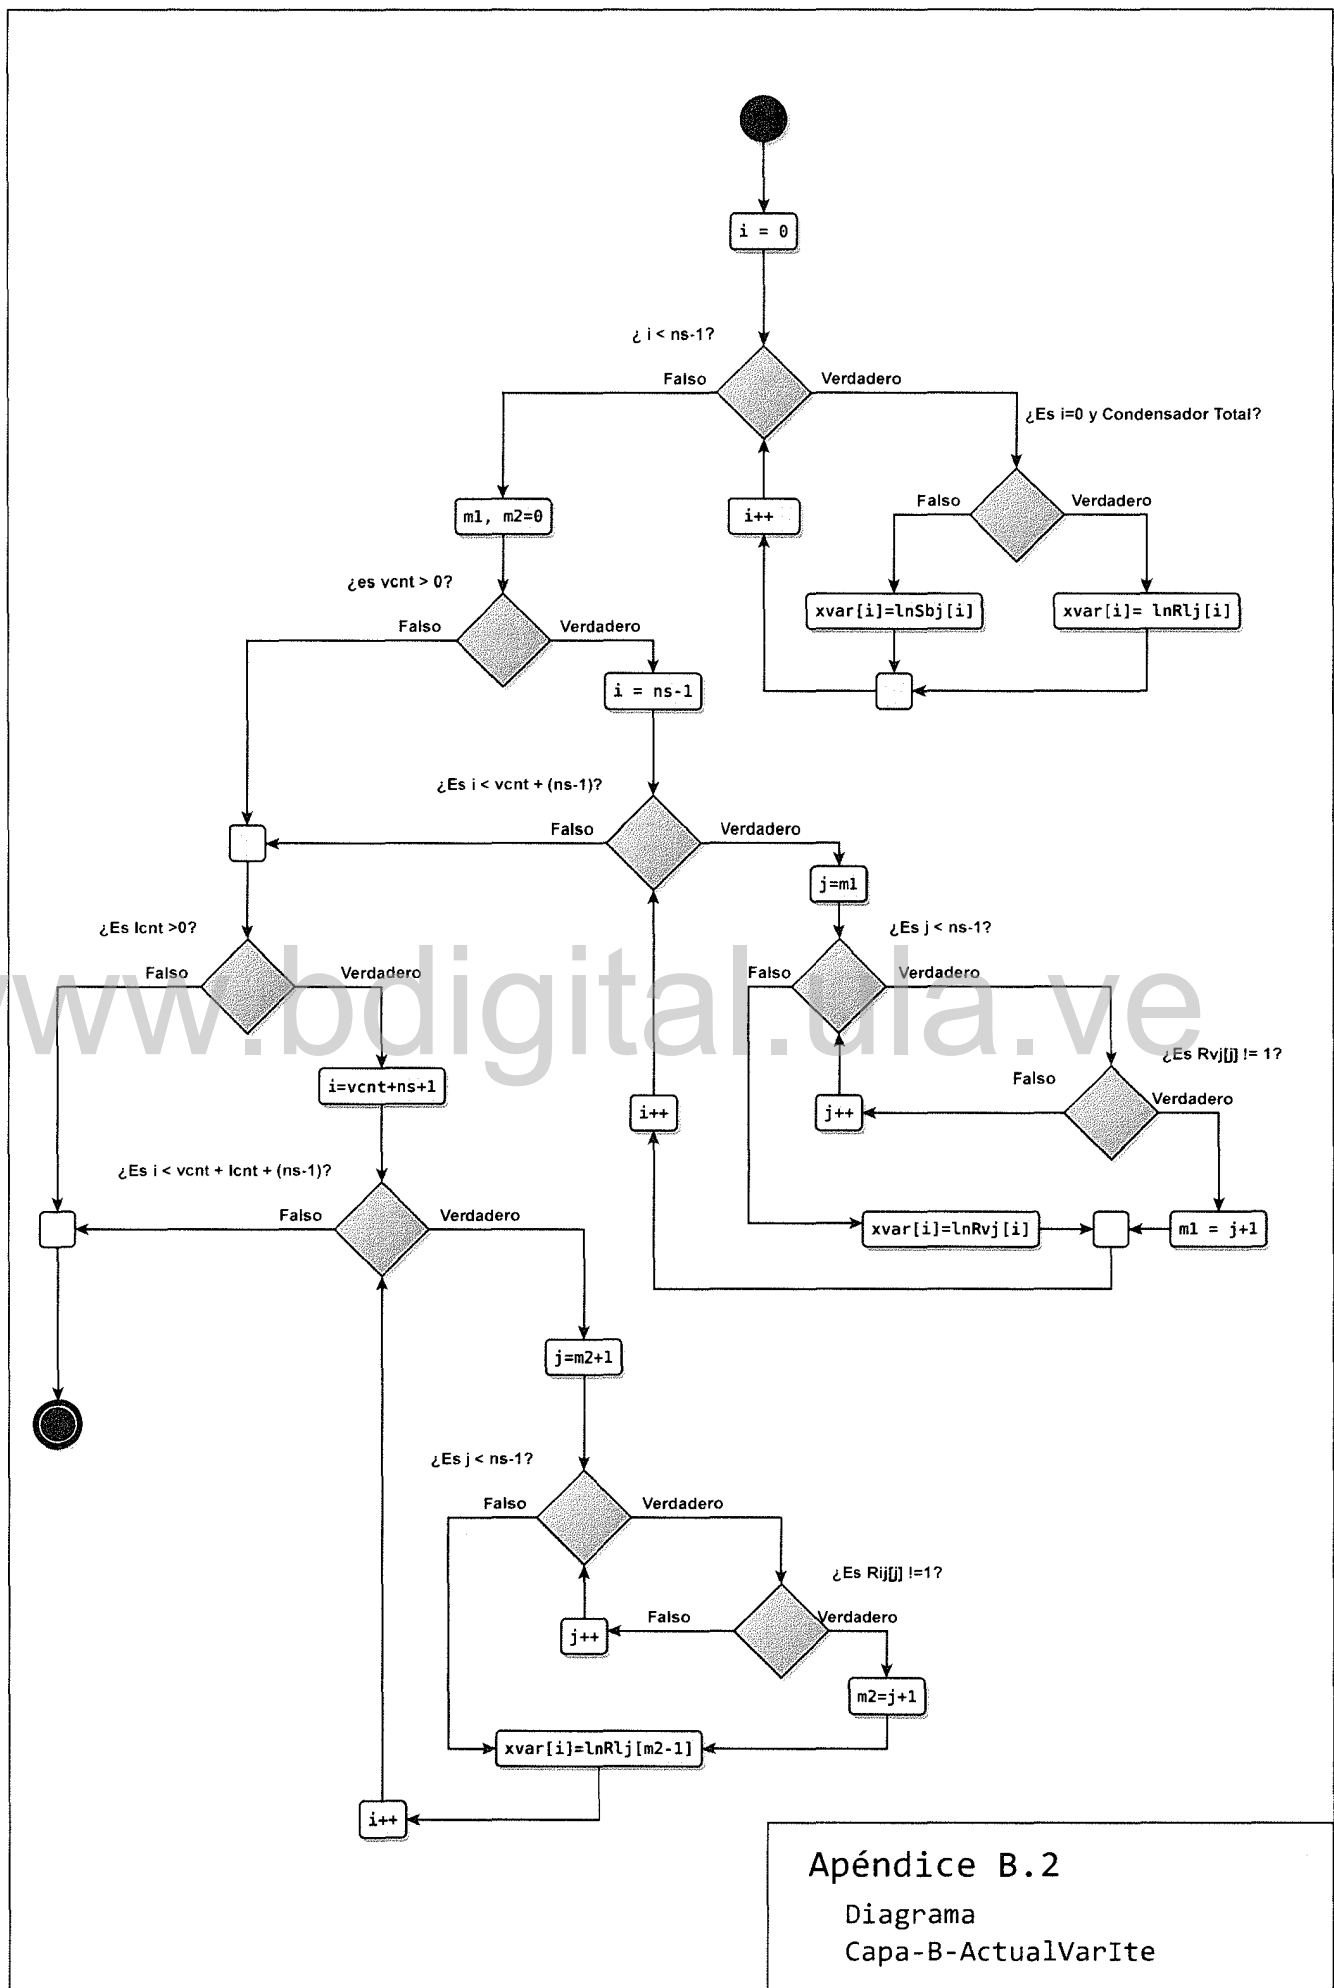 i = 0
¿ i < ns-1?
Falso
Verdadero
¿Es i=0 y Condensador Total?
Falso
Verdadero
m1, m2=0
i++
¿es vcnt > 0?
xvar[i]=lnSbj[i]
xvar[i]= lnRlj[i]
Falso
Verdadero
i = ns-1
¿Es i < vcnt + (ns-1)?
Falso
Verdadero
j=m1
¿Es lcnt >0?
¿Es j < ns-1?
Falso
Verdadero
Falso
Verdadero
www.bdigital.ula.ve
¿Es Rvj[j] != 1?
i=vcnt+ns+1
Falso
Verdadero
i++
j++
¿Es i < vcnt + lcnt + (ns-1)?
Falso
Verdadero
xvar[i]=lnRvj[i]
m1 = j+1
j=m2+1
¿Es j < ns-1?
Falso
Verdadero
¿Es Rij[j] !=1?
Falso
Verdadero
j++
m2=j+1
xvar[i]=lnRlj[m2-1]
i++
Apéndice B.2
Diagrama
Capa-B-ActualVarIte